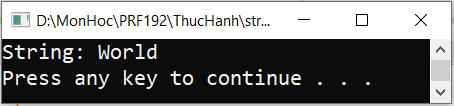 D:\MonHoc\PRF192\ThucHanh\str...
String: World
Press any key to continue . . .